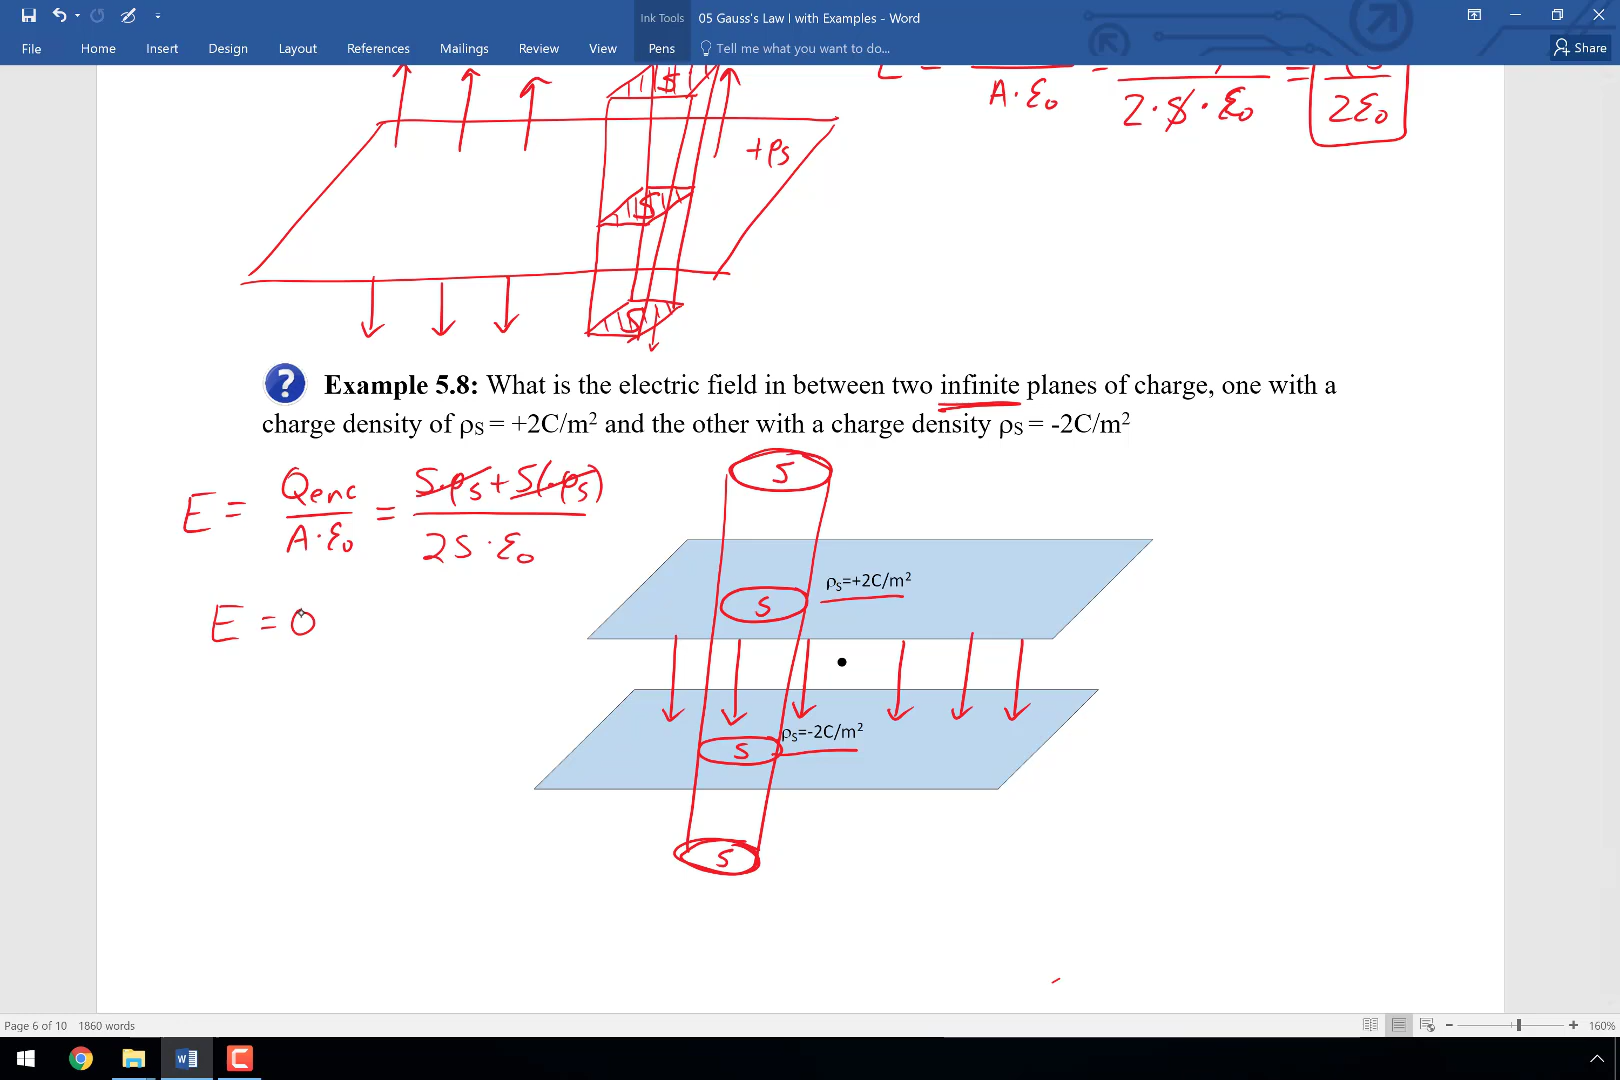 Ink Tools
05 Gauss's Law I with Examples - Word
File Home Insert Design Layout References Mailings Review View Pens Tell me what you want to do... Share
A·ε₀
2·S·ε₀
=
2ε₀
S
+ρs
S
S
Example 5.8: What is the electric field in between two infinite planes of charge, one with a
charge density of ρS = +2C/m² and the other with a charge density ρS = -2C/m²
E = Qenc / A·ε₀ = S·ρs + S(-ρs) / 2S·ε₀
S
ρS=+2C/m²
S
E = 0
ρS=-2C/m²
S
S
Page 6 of 10 1860 words
160%